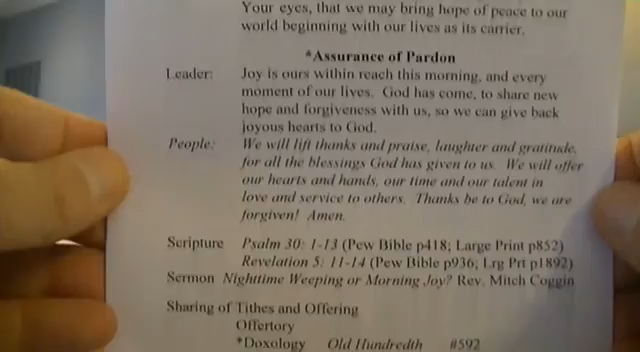 Your eyes, that we may bring hope of peace to our
world beginning with our lives as its carrier.
*Assurance of Pardon
Leader: Joy is ours within reach this morning, and every
moment of our lives. God has come, to share new
hope and forgiveness with us, so we can give back
joyous hearts to God.
People: We will lift thanks and praise, laughter and gratitude,
for all the blessings God has given to us. We will offer
our hearts and hands, our time and our talent in
love and service to others. Thanks be to God, we are
forgiven! Amen.
Scripture Psalm 30: 1-13 (Pew Bible p418; Large Print p852)
Revelation 5: 11-14 (Pew Bible p936; Lrg Prt p1892)
Sermon Nighttime Weeping or Morning Joy? Rev. Mitch Coggin
Sharing of Tithes and Offering
Offertory
*Doxology Old Hundredth #592